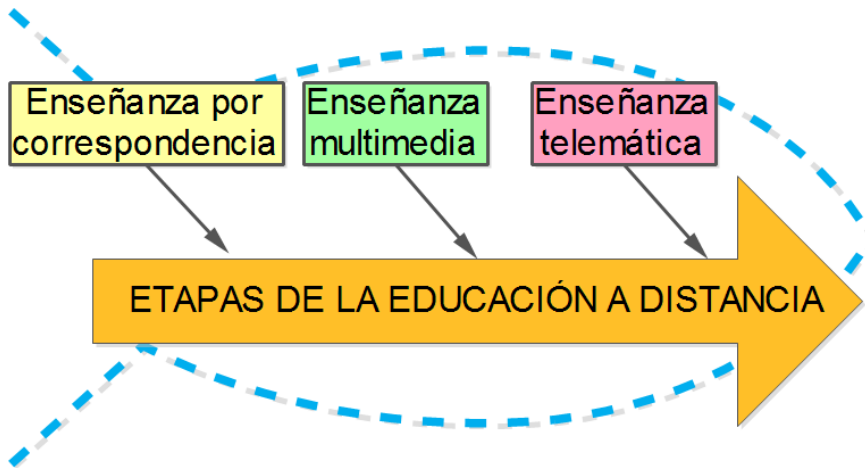 Enseñanza por
correspondencia
Enseñanza
multimedia
Enseñanza
telemática
ETAPAS DE LA EDUCACIÓN A DISTANCIA